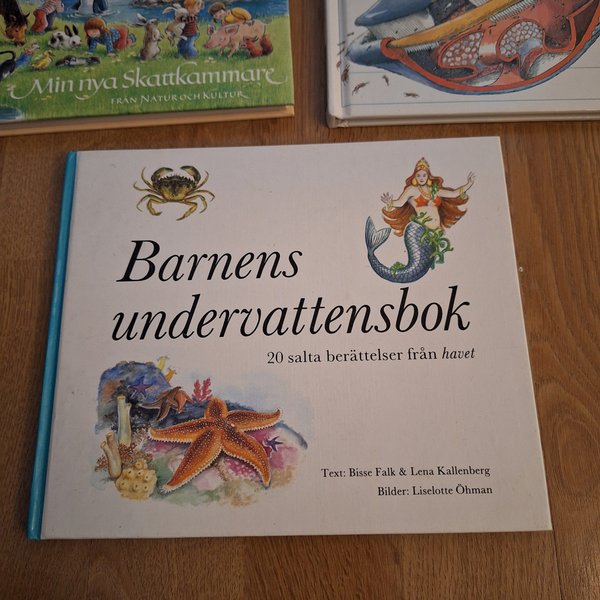 Min nya Skattkammare
FRÅN NATUR OCH KULTUR
Barnens
undervattensbok
20 salta berättelser från havet
Text: Bisse Falk & Lena Kallenberg
Bilder: Liselotte Öhman